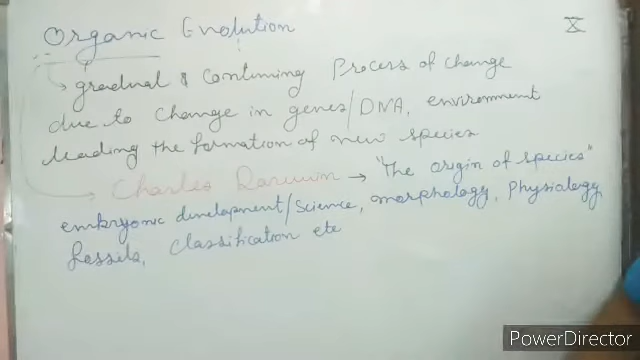 Organic Evolution
X
gradual & Continuing Process of change
due to change in genes/DNA, environment
leading the formation of new species
Charles Darwin → "The origin of species"
embryonic development/Science, morphology, Physiology
fossils, Classification etc
PowerDirector